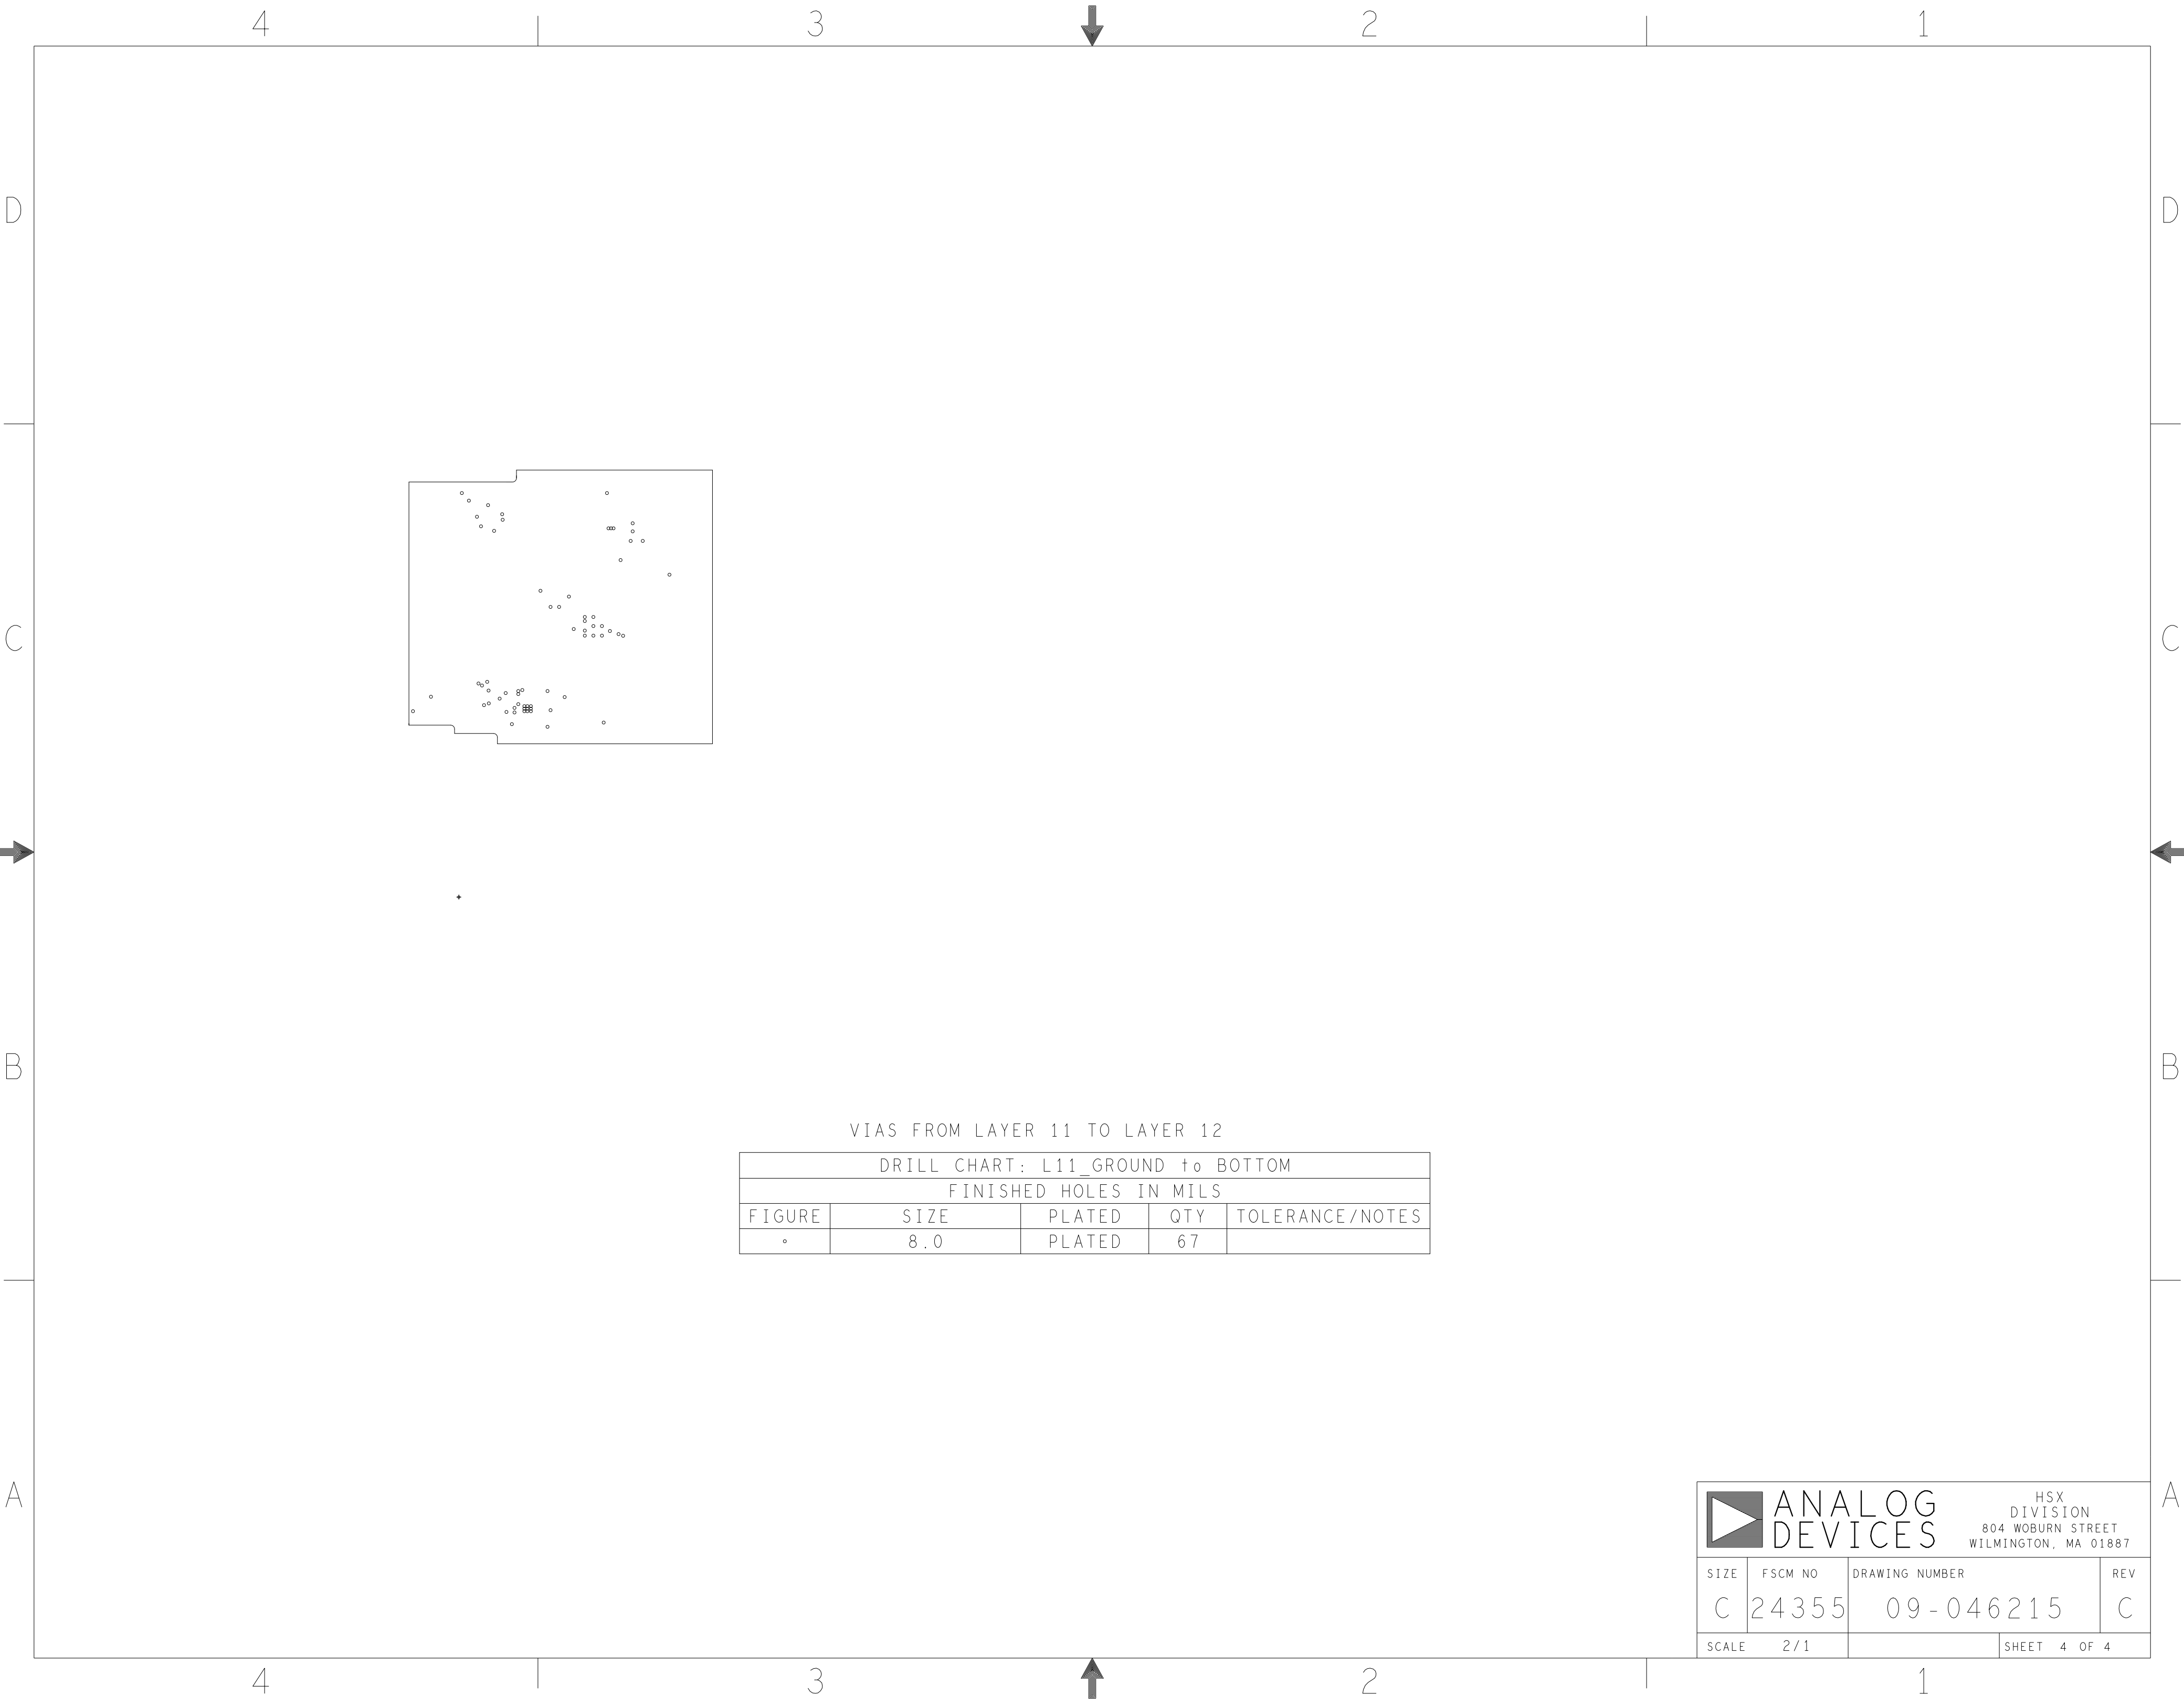 4 3 2 1
D D
C C
B B
VIAS FROM LAYER 11 TO LAYER 12
DRILL CHART: L11_GROUND to BOTTOM
FINISHED HOLES IN MILS
FIGURE SIZE PLATED QTY TOLERANCE/NOTES
8.0 PLATED 67
A A
ANALOG
DEVICES
HSX
DIVISION
804 WOBURN STREET
WILMINGTON, MA 01887
SIZE FSCM NO DRAWING NUMBER REV
C 24355 09-046215 C
SCALE 2/1 SHEET 4 OF 4
4 3 2 1